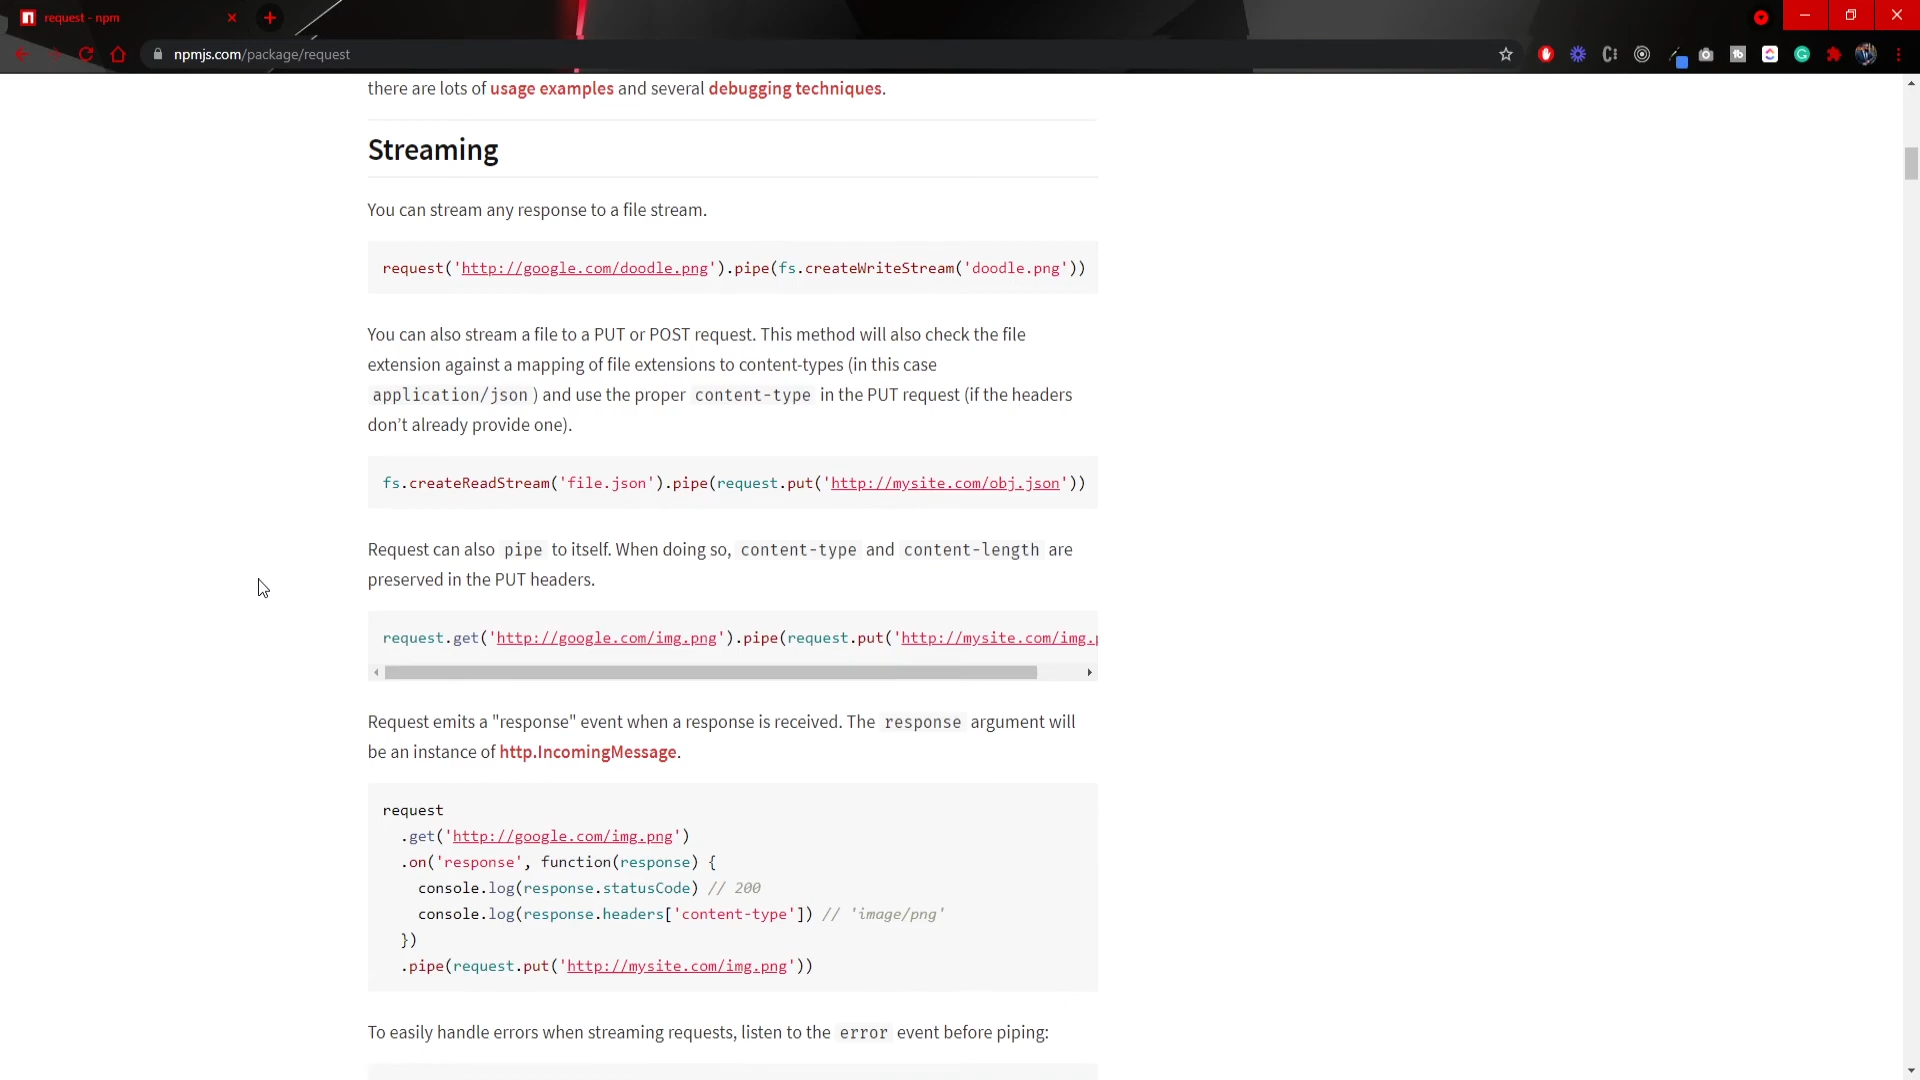 request - npm
npmjs.com/package/request
there are lots of usage examples and several debugging techniques.
Streaming
You can stream any response to a file stream.
request('http://google.com/doodle.png').pipe(fs.createWriteStream('doodle.png'))
You can also stream a file to a PUT or POST request. This method will also check the file
extension against a mapping of file extensions to content-types (in this case
application/json ) and use the proper content-type in the PUT request (if the headers
don’t already provide one).
fs.createReadStream('file.json').pipe(request.put('http://mysite.com/obj.json'))
Request can also pipe to itself. When doing so, content-type and content-length are
preserved in the PUT headers.
request.get('http://google.com/img.png').pipe(request.put('http://mysite.com/img.p
Request emits a "response" event when a response is received. The response argument will
be an instance of http.IncomingMessage.
request
  .get('http://google.com/img.png')
  .on('response', function(response) {
    console.log(response.statusCode) // 200
    console.log(response.headers['content-type']) // 'image/png'
  })
  .pipe(request.put('http://mysite.com/img.png'))
To easily handle errors when streaming requests, listen to the error event before piping: